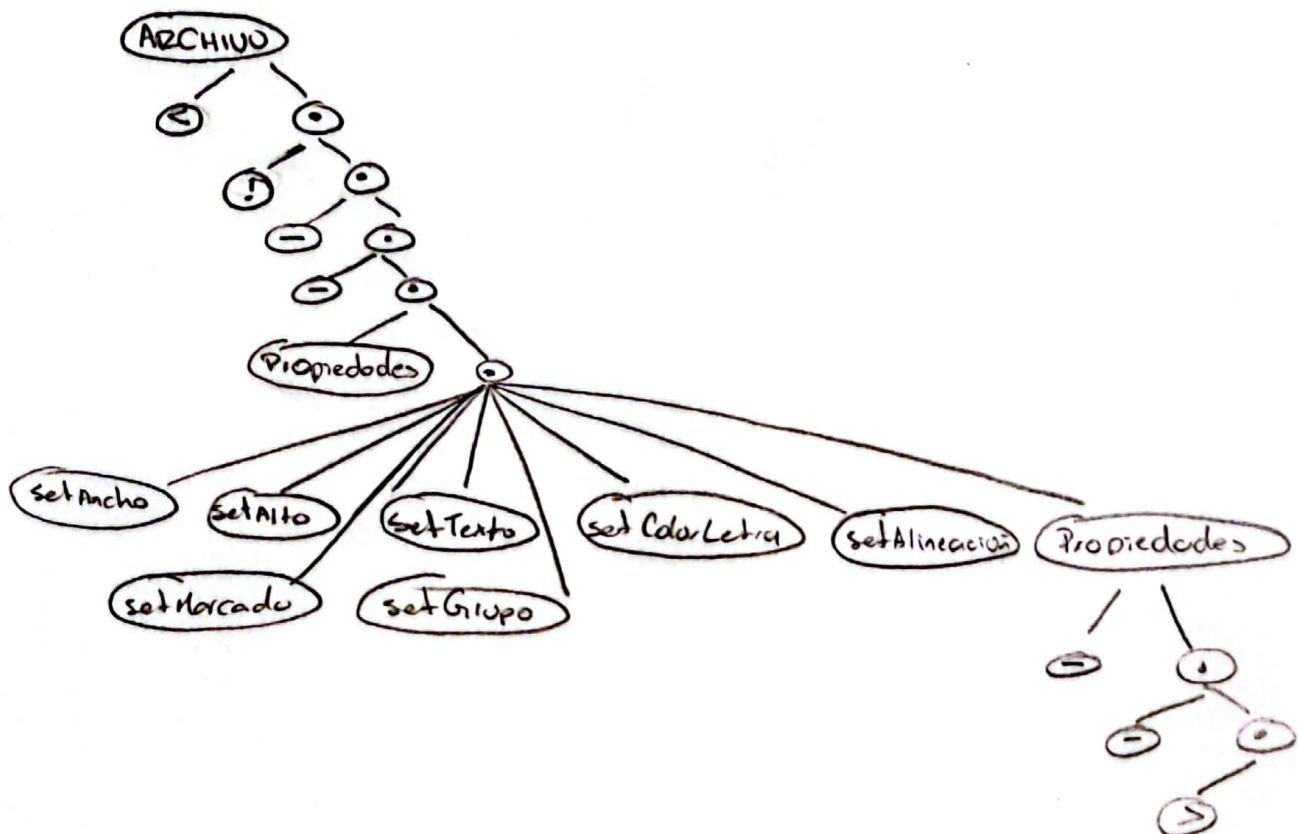 ARCHIVO
<
•
!
•
-
•
-
•
Propiedades
•
setAncho
setAlto
setTexto
setColorLetra
setAlineación
Propiedades
setMarcado
setGrupo
-
•
-
•
>